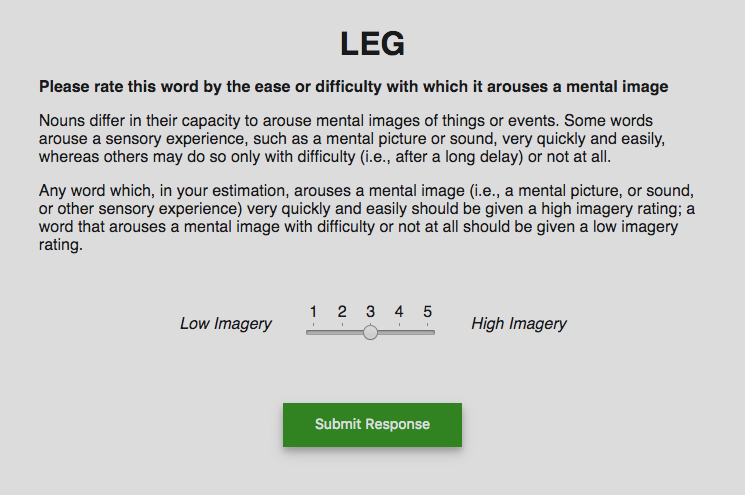 LEG
Please rate this word by the ease or difficulty with which it arouses a mental image
Nouns differ in their capacity to arouse mental images of things or events. Some words
arouse a sensory experience, such as a mental picture or sound, very quickly and easily,
whereas others may do so only with difficulty (i.e., after a long delay) or not at all.
Any word which, in your estimation, arouses a mental image (i.e., a mental picture, or sound,
or other sensory experience) very quickly and easily should be given a high imagery rating; a
word that arouses a mental image with difficulty or not at all should be given a low imagery
rating.
1 2 3 4 5
Low Imagery High Imagery
Submit Response